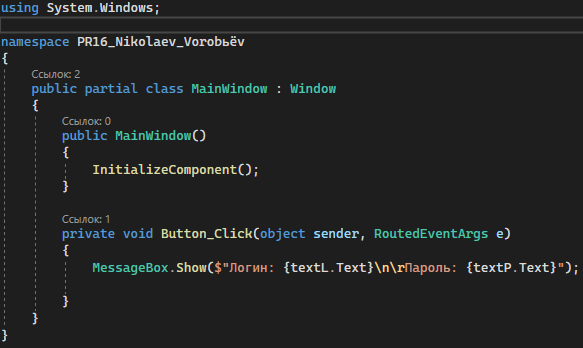 using System.Windows;
namespace PR16_Nikolaev_Vorobьёv
{
Ссылок: 2
public partial class MainWindow : Window
{
Ссылок: 0
public MainWindow()
{
InitializeComponent();
}
Ссылок: 1
private void Button_Click(object sender, RoutedEventArgs e)
{
MessageBox.Show($"Логин: {textL.Text}\n\rПароль: {textP.Text}");
}
}
}